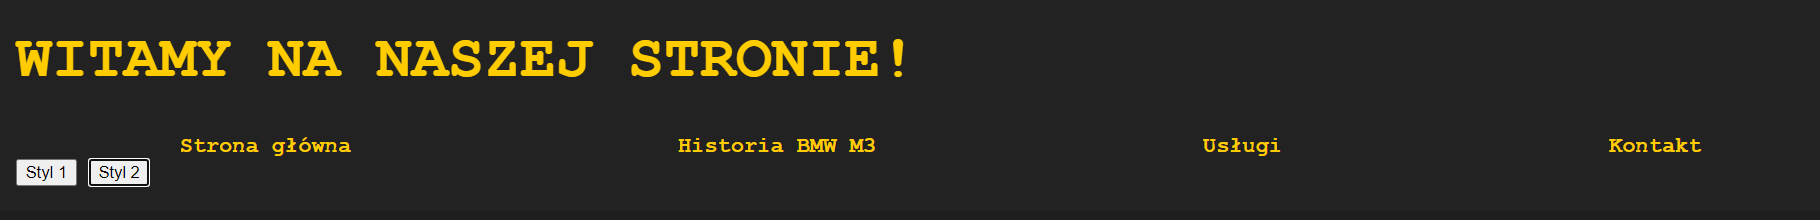 WITAMY NA NASZEJ STRONIE!
Strona główna Historia BMW M3 Usługi Kontakt
Styl 1 Styl 2